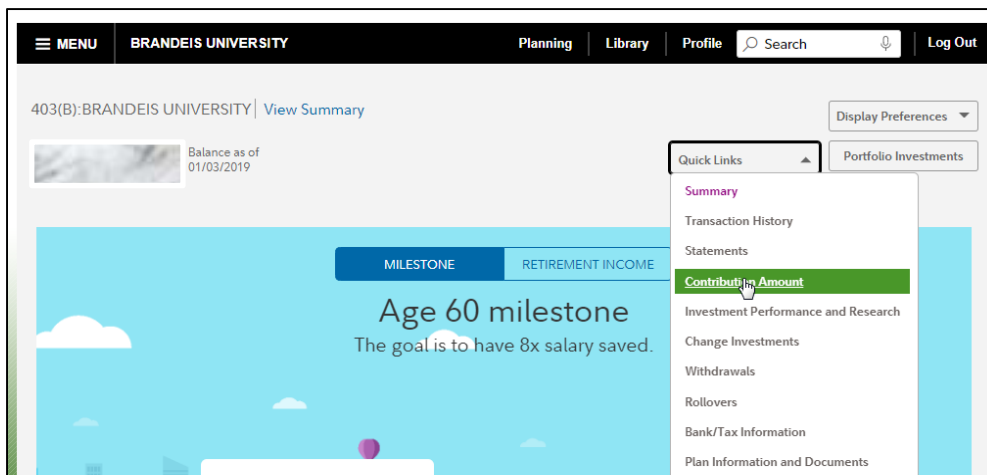 MENU
BRANDEIS UNIVERSITY
Planning
Library
Profile
Search
Log Out
403(B):BRANDEIS UNIVERSITY
View Summary
Display Preferences
Balance as of
01/03/2019
Quick Links
Portfolio Investments
Summary
Transaction History
Statements
Contribution Amount
Investment Performance and Research
Change Investments
Withdrawals
Rollovers
Bank/Tax Information
Plan Information and Documents
MILESTONE
RETIREMENT INCOME
Age 60 milestone
The goal is to have 8x salary saved.